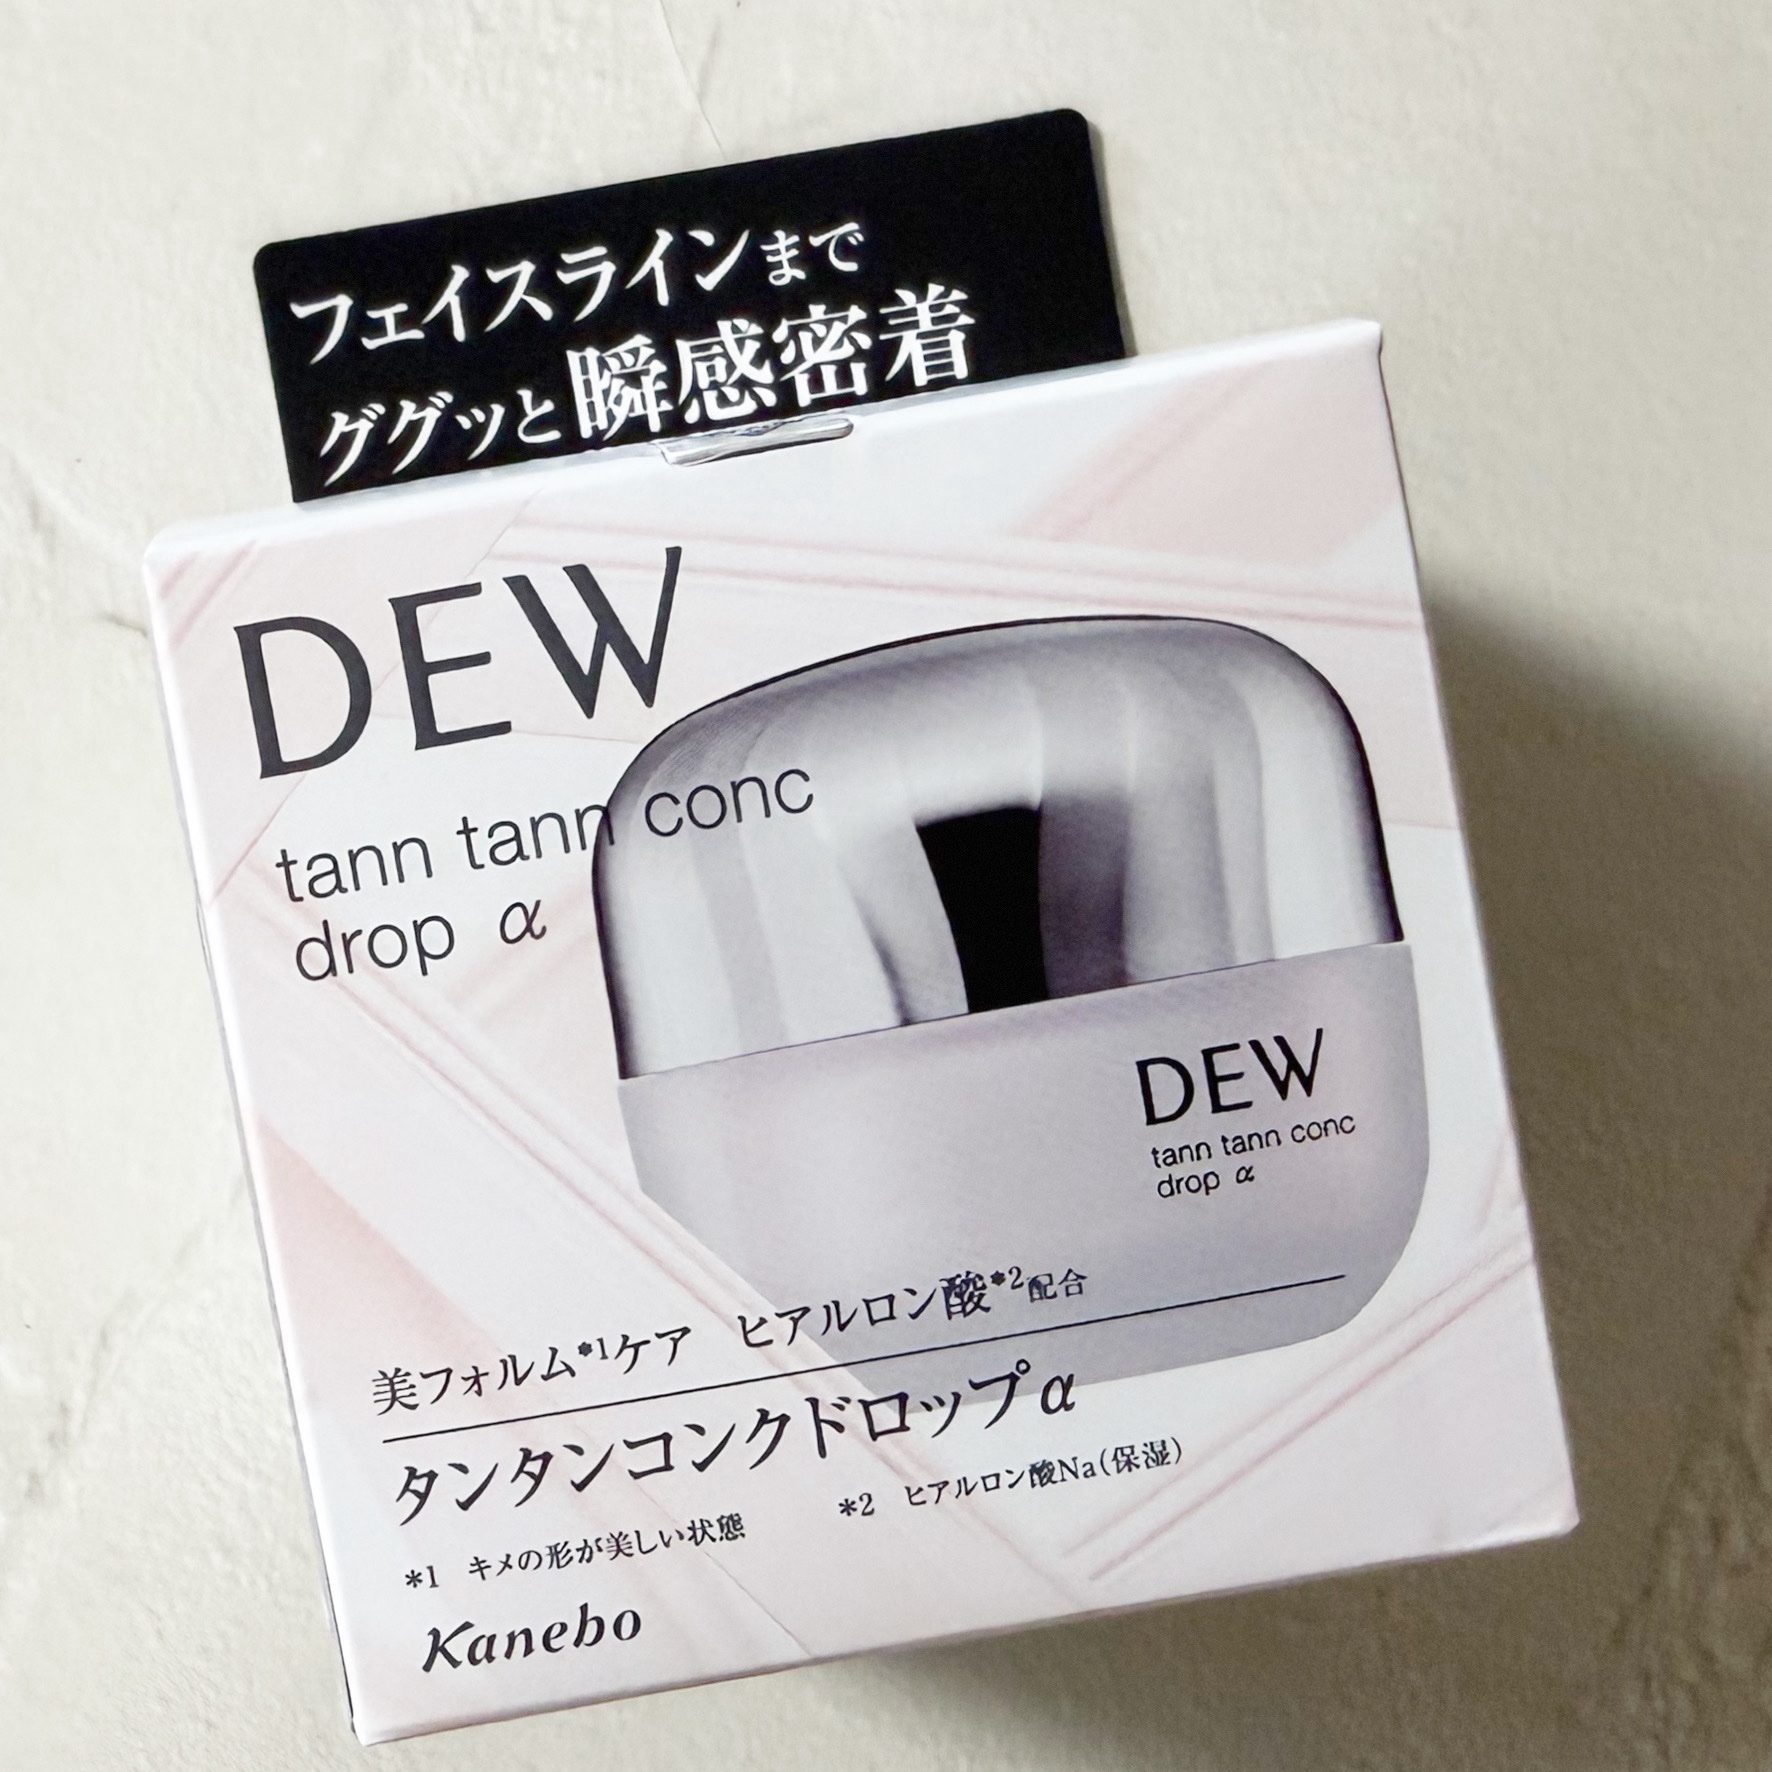 フェイスラインまで
ググッと瞬感密着
DEW
tann tann conc
drop α
DEW
tann tann conc
drop α
美フォルム*1ケア ヒアルロン酸*2配合
タンタンコンクドロップα
*1 キメの形が美しい状態 *2 ヒアルロン酸Na(保湿)
Kanebo